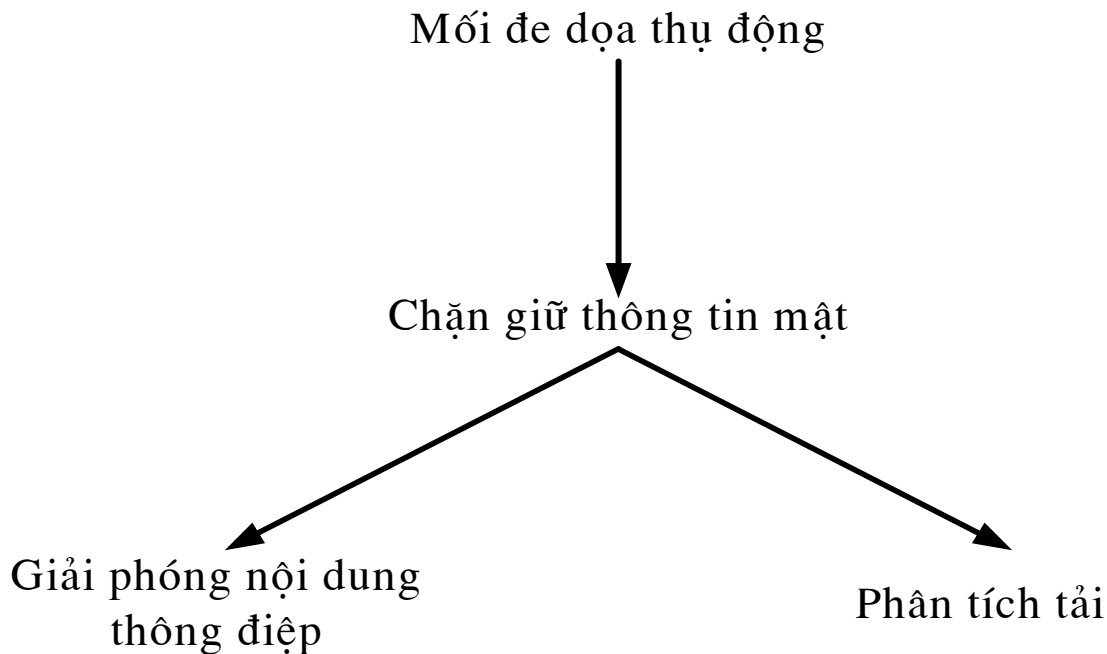 Mối đe dọa thụ động
Chặn giữ thông tin mật
Giải phóng nội dung
thông điệp
Phân tích tải